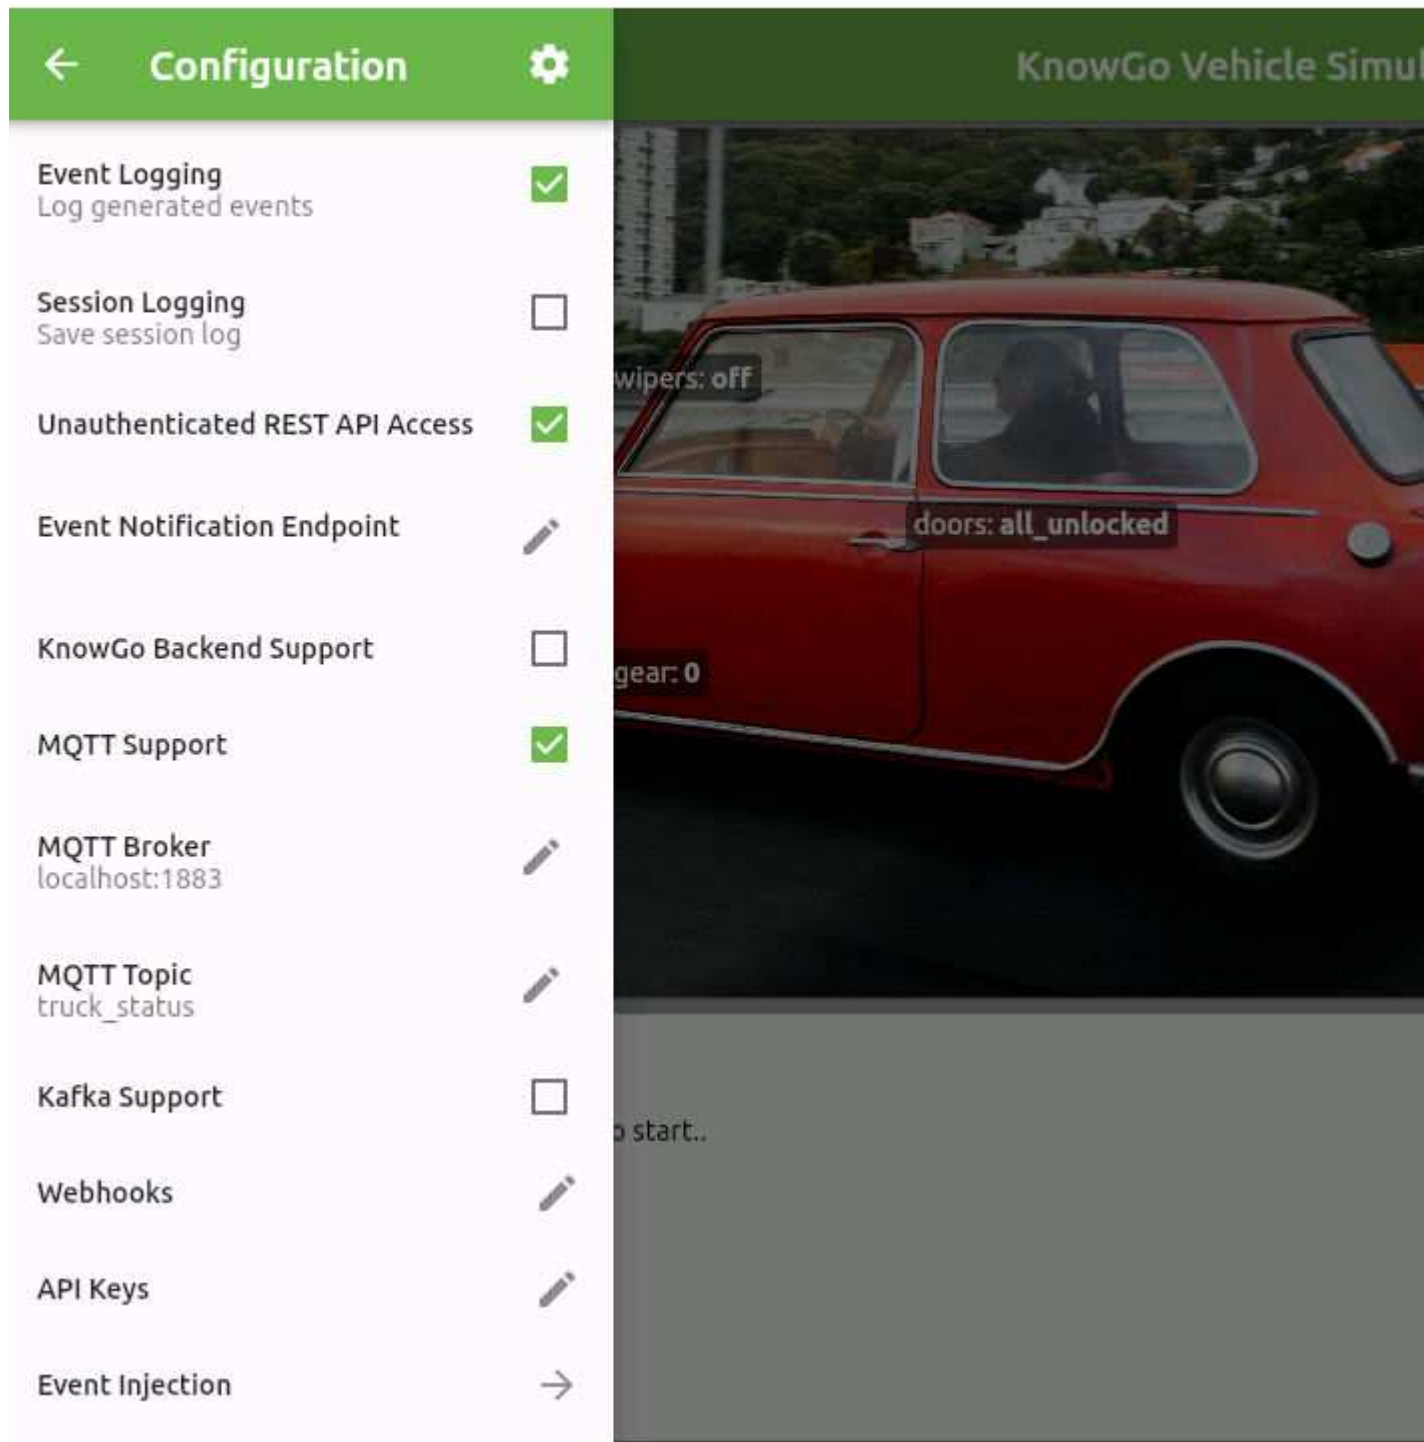 Configuration
KnowGo Vehicle Simul
Event Logging
Log generated events
Session Logging
Save session log
Unauthenticated REST API Access
Event Notification Endpoint
KnowGo Backend Support
MQTT Support
MQTT Broker
localhost:1883
MQTT Topic
truck_status
Kafka Support
Webhooks
API Keys
Event Injection
wipers: off
doors: all_unlocked
gear: 0
o start..